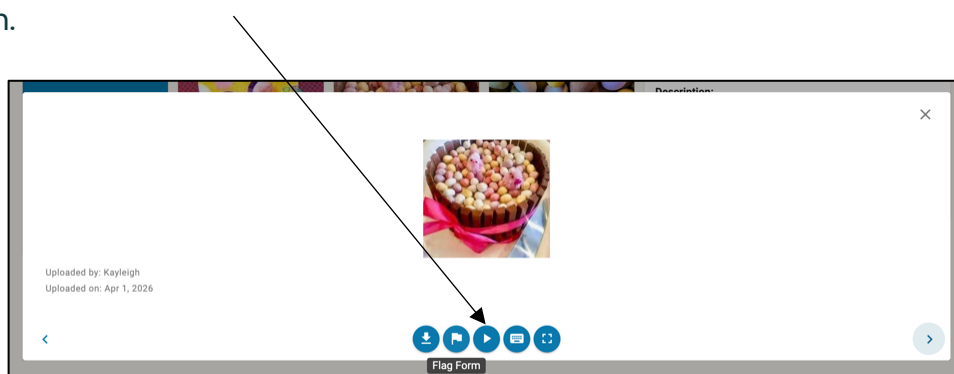 n.
Description:
Uploaded by: Kayleigh
Uploaded on: Apr 1, 2026
Flag Form